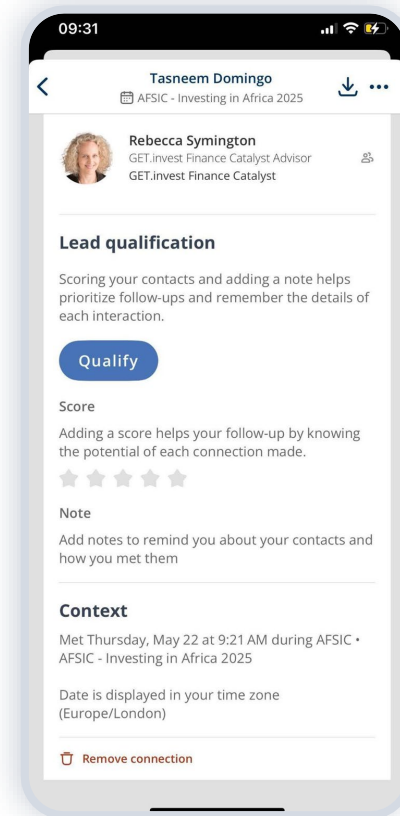 09:31
Tasneem Domingo
AFSIC - Investing in Africa 2025
Rebecca Symington
GET.invest Finance Catalyst Advisor
GET.invest Finance Catalyst
Lead qualification
Scoring your contacts and adding a note helps
prioritize follow-ups and remember the details of
each interaction.
Qualify
Score
Adding a score helps your follow-up by knowing
the potential of each connection made.
Note
Add notes to remind you about your contacts and
how you met them
Context
Met Thursday, May 22 at 9:21 AM during AFSIC •
AFSIC - Investing in Africa 2025
Date is displayed in your time zone
(Europe/London)
Remove connection